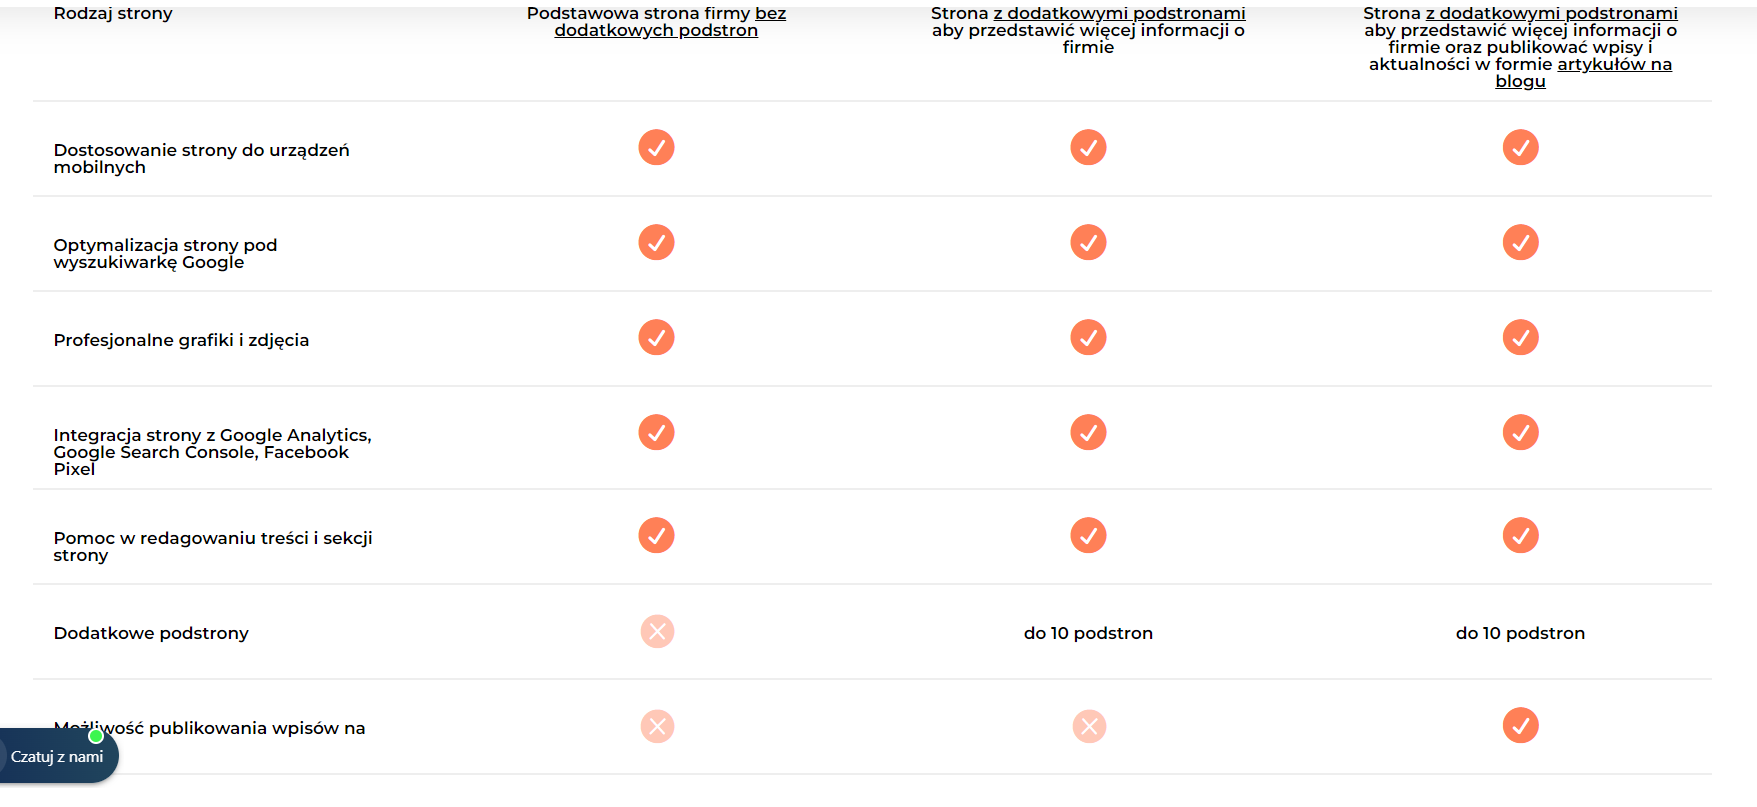 Rodzaj strony
Podstawowa strona firmy bez
dodatkowych podstron
Strona z dodatkowymi podstronami
aby przedstawić więcej informacji o
firmie
Strona z dodatkowymi podstronami
aby przedstawić więcej informacji o
firmie oraz publikować wpisy i
aktualności w formie artykułów na
blogu
Dostosowanie strony do urządzeń
mobilnych
Optymalizacja strony pod
wyszukiwarkę Google
Profesjonalne grafiki i zdjęcia
Integracja strony z Google Analytics,
Google Search Console, Facebook
Pixel
Pomoc w redagowaniu treści i sekcji
strony
Dodatkowe podstrony
do 10 podstron
do 10 podstron
Możliwość publikowania wpisów na
Czatuj z nami